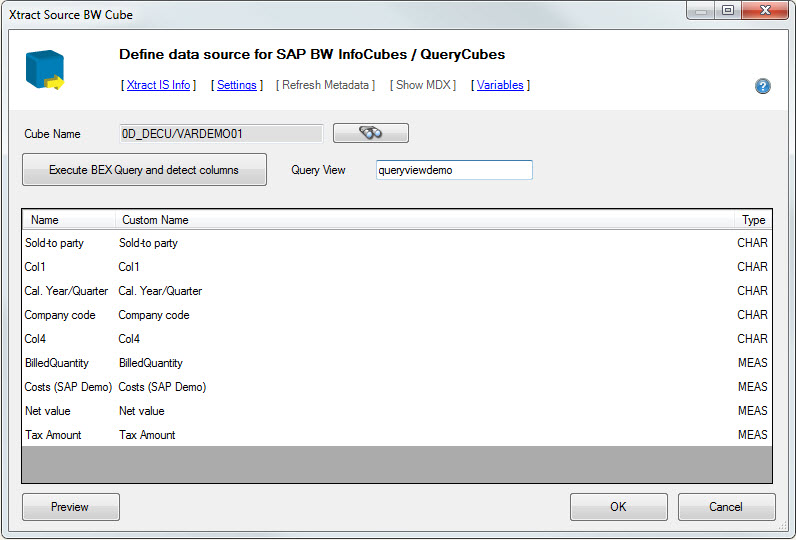 Xtract Source BW Cube
Define data source for SAP BW InfoCubes / QueryCubes
[ Xtract IS Info ] [ Settings ] [ Refresh Metadata ] [ Show MDX ] [ Variables ]
?
Cube Name 0D_DECU/VARDEMO01
Execute BEX Query and detect columns Query View queryviewdemo
Name Custom Name Type
Sold-to party Sold-to party CHAR
Col1 Col1 CHAR
Cal. Year/Quarter Cal. Year/Quarter CHAR
Company code Company code CHAR
Col4 Col4 CHAR
BilledQuantity BilledQuantity MEAS
Costs (SAP Demo) Costs (SAP Demo) MEAS
Net value Net value MEAS
Tax Amount Tax Amount MEAS
Preview OK Cancel